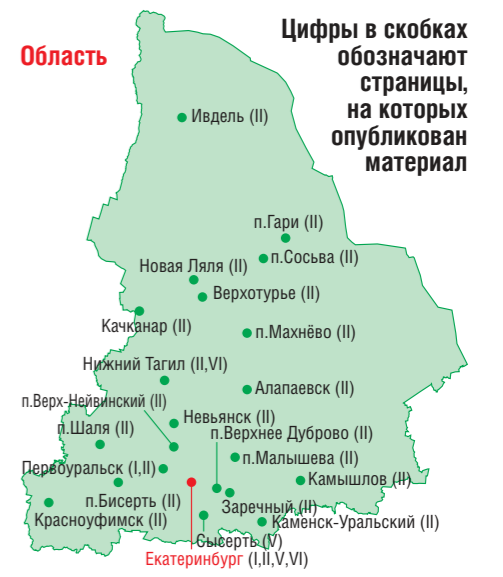 Область
Цифры в скобках
обозначают
страницы,
на которых
опубликован
материал
Ивдель (II)
п.Гари (II)
п.Сосьва (II)
Новая Ляля (II)
Верхотурье (II)
Качканар (II)
п.Махнёво (II)
Нижний Тагил (II,VI)
Алапаевск (II)
п.Верх-Нейвинский (II)
Невьянск (II)
п.Шаля (II)
п.Верхнее Дуброво (II)
п.Малышева (II)
Первоуральск (I,II)
Камышлов (II)
п.Бисерть (II)
Заречный (II)
Красноуфимск (II)
Каменск-Уральский (II)
Сысерть (V)
Екатеринбург (I,II,V,VI)